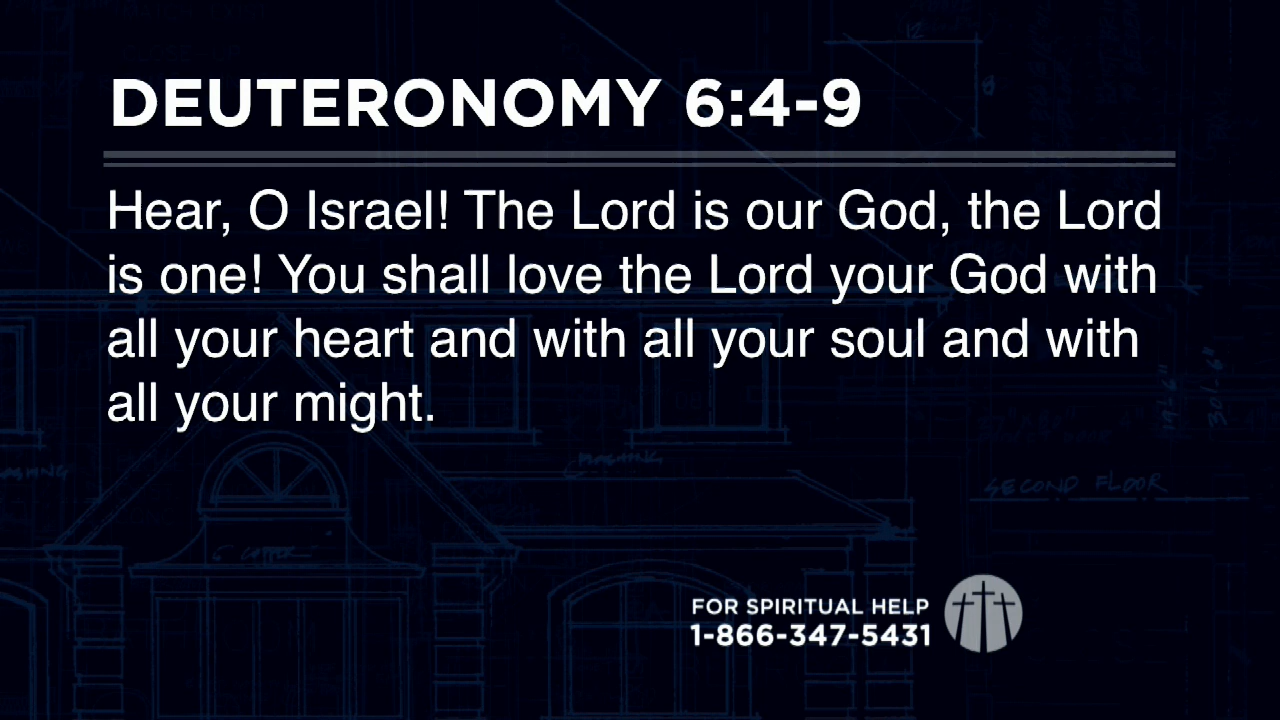 DEUTERONOMY 6:4-9
Hear, O Israel! The Lord is our God, the Lord
is one! You shall love the Lord your God with
all your heart and with all your soul and with
all your might.
SECOND FLOOR
FOR SPIRITUAL HELP
1-866-347-5431